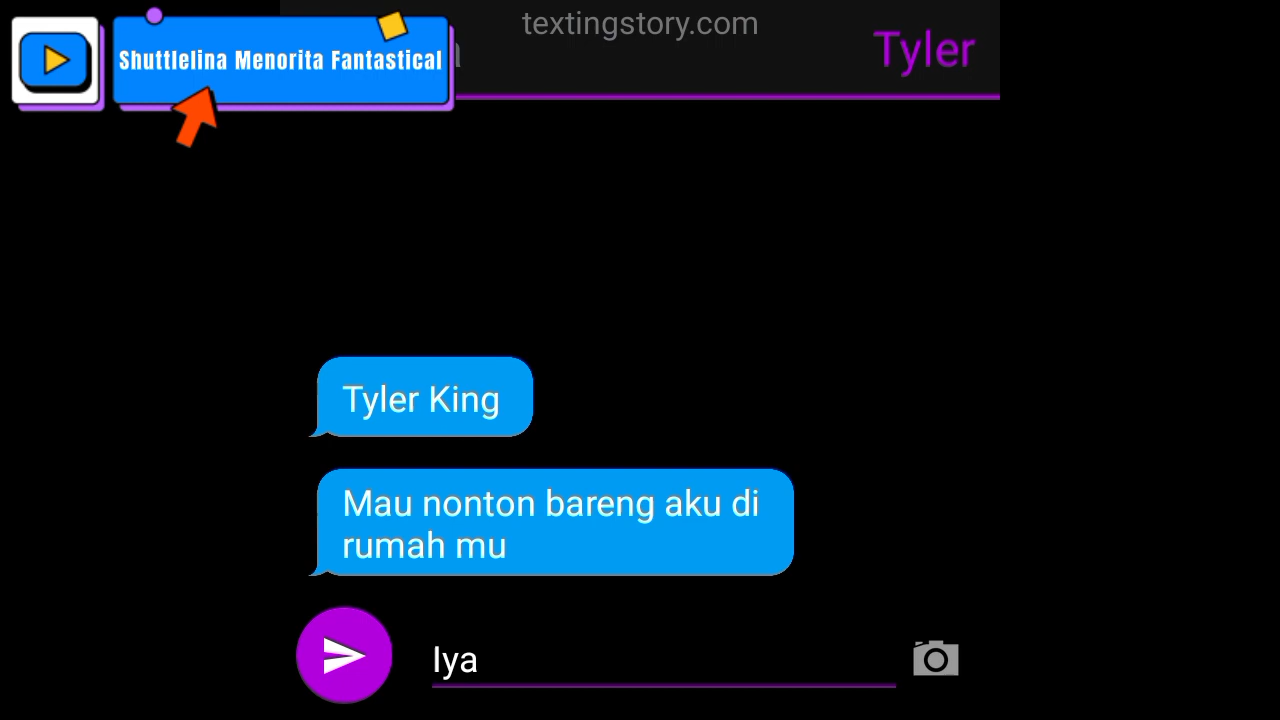 textingstory.com
Shuttlelina Menorita Fantastical
Tyler
Tyler King
Mau nonton bareng aku di
rumah mu
Iya